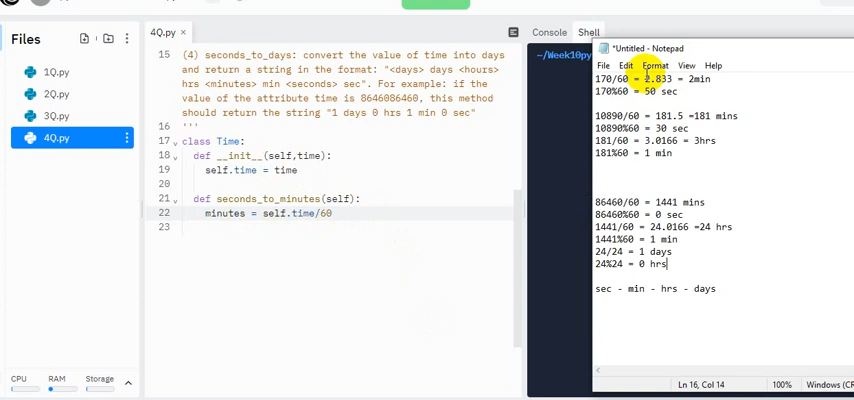 Files
1Q.py
2Q.py
3Q.py
4Q.py
CPU RAM Storage
4Q.py ×
15 (4) seconds_to_days: convert the value of time into days
and return a string in the format: "<days> days <hours>
hrs <minutes> min <seconds> sec". For example: if the
value of the attribute time is 8646086460, this method
should return the string "1 days 0 hrs 1 min 0 sec"
16 '''
17 class Time:
18 def __init__(self,time):
19 self.time = time
20
21 def seconds_to_minutes(self):
22 minutes = self.time/60
23
Console Shell
~/Week10py
*Untitled - Notepad
File Edit Format View Help
170/60 = 2.833 = 2min
170%60 = 50 sec
10890/60 = 181.5 =181 mins
10890%60 = 30 sec
181/60 = 3.0166 = 3hrs
181%60 = 1 min
86460/60 = 1441 mins
86460%60 = 0 sec
1441/60 = 24.0166 =24 hrs
1441%60 = 1 min
24/24 = 1 days
24%24 = 0 hrs
sec - min - hrs - days
Ln 16, Col 14 100% Windows (CR